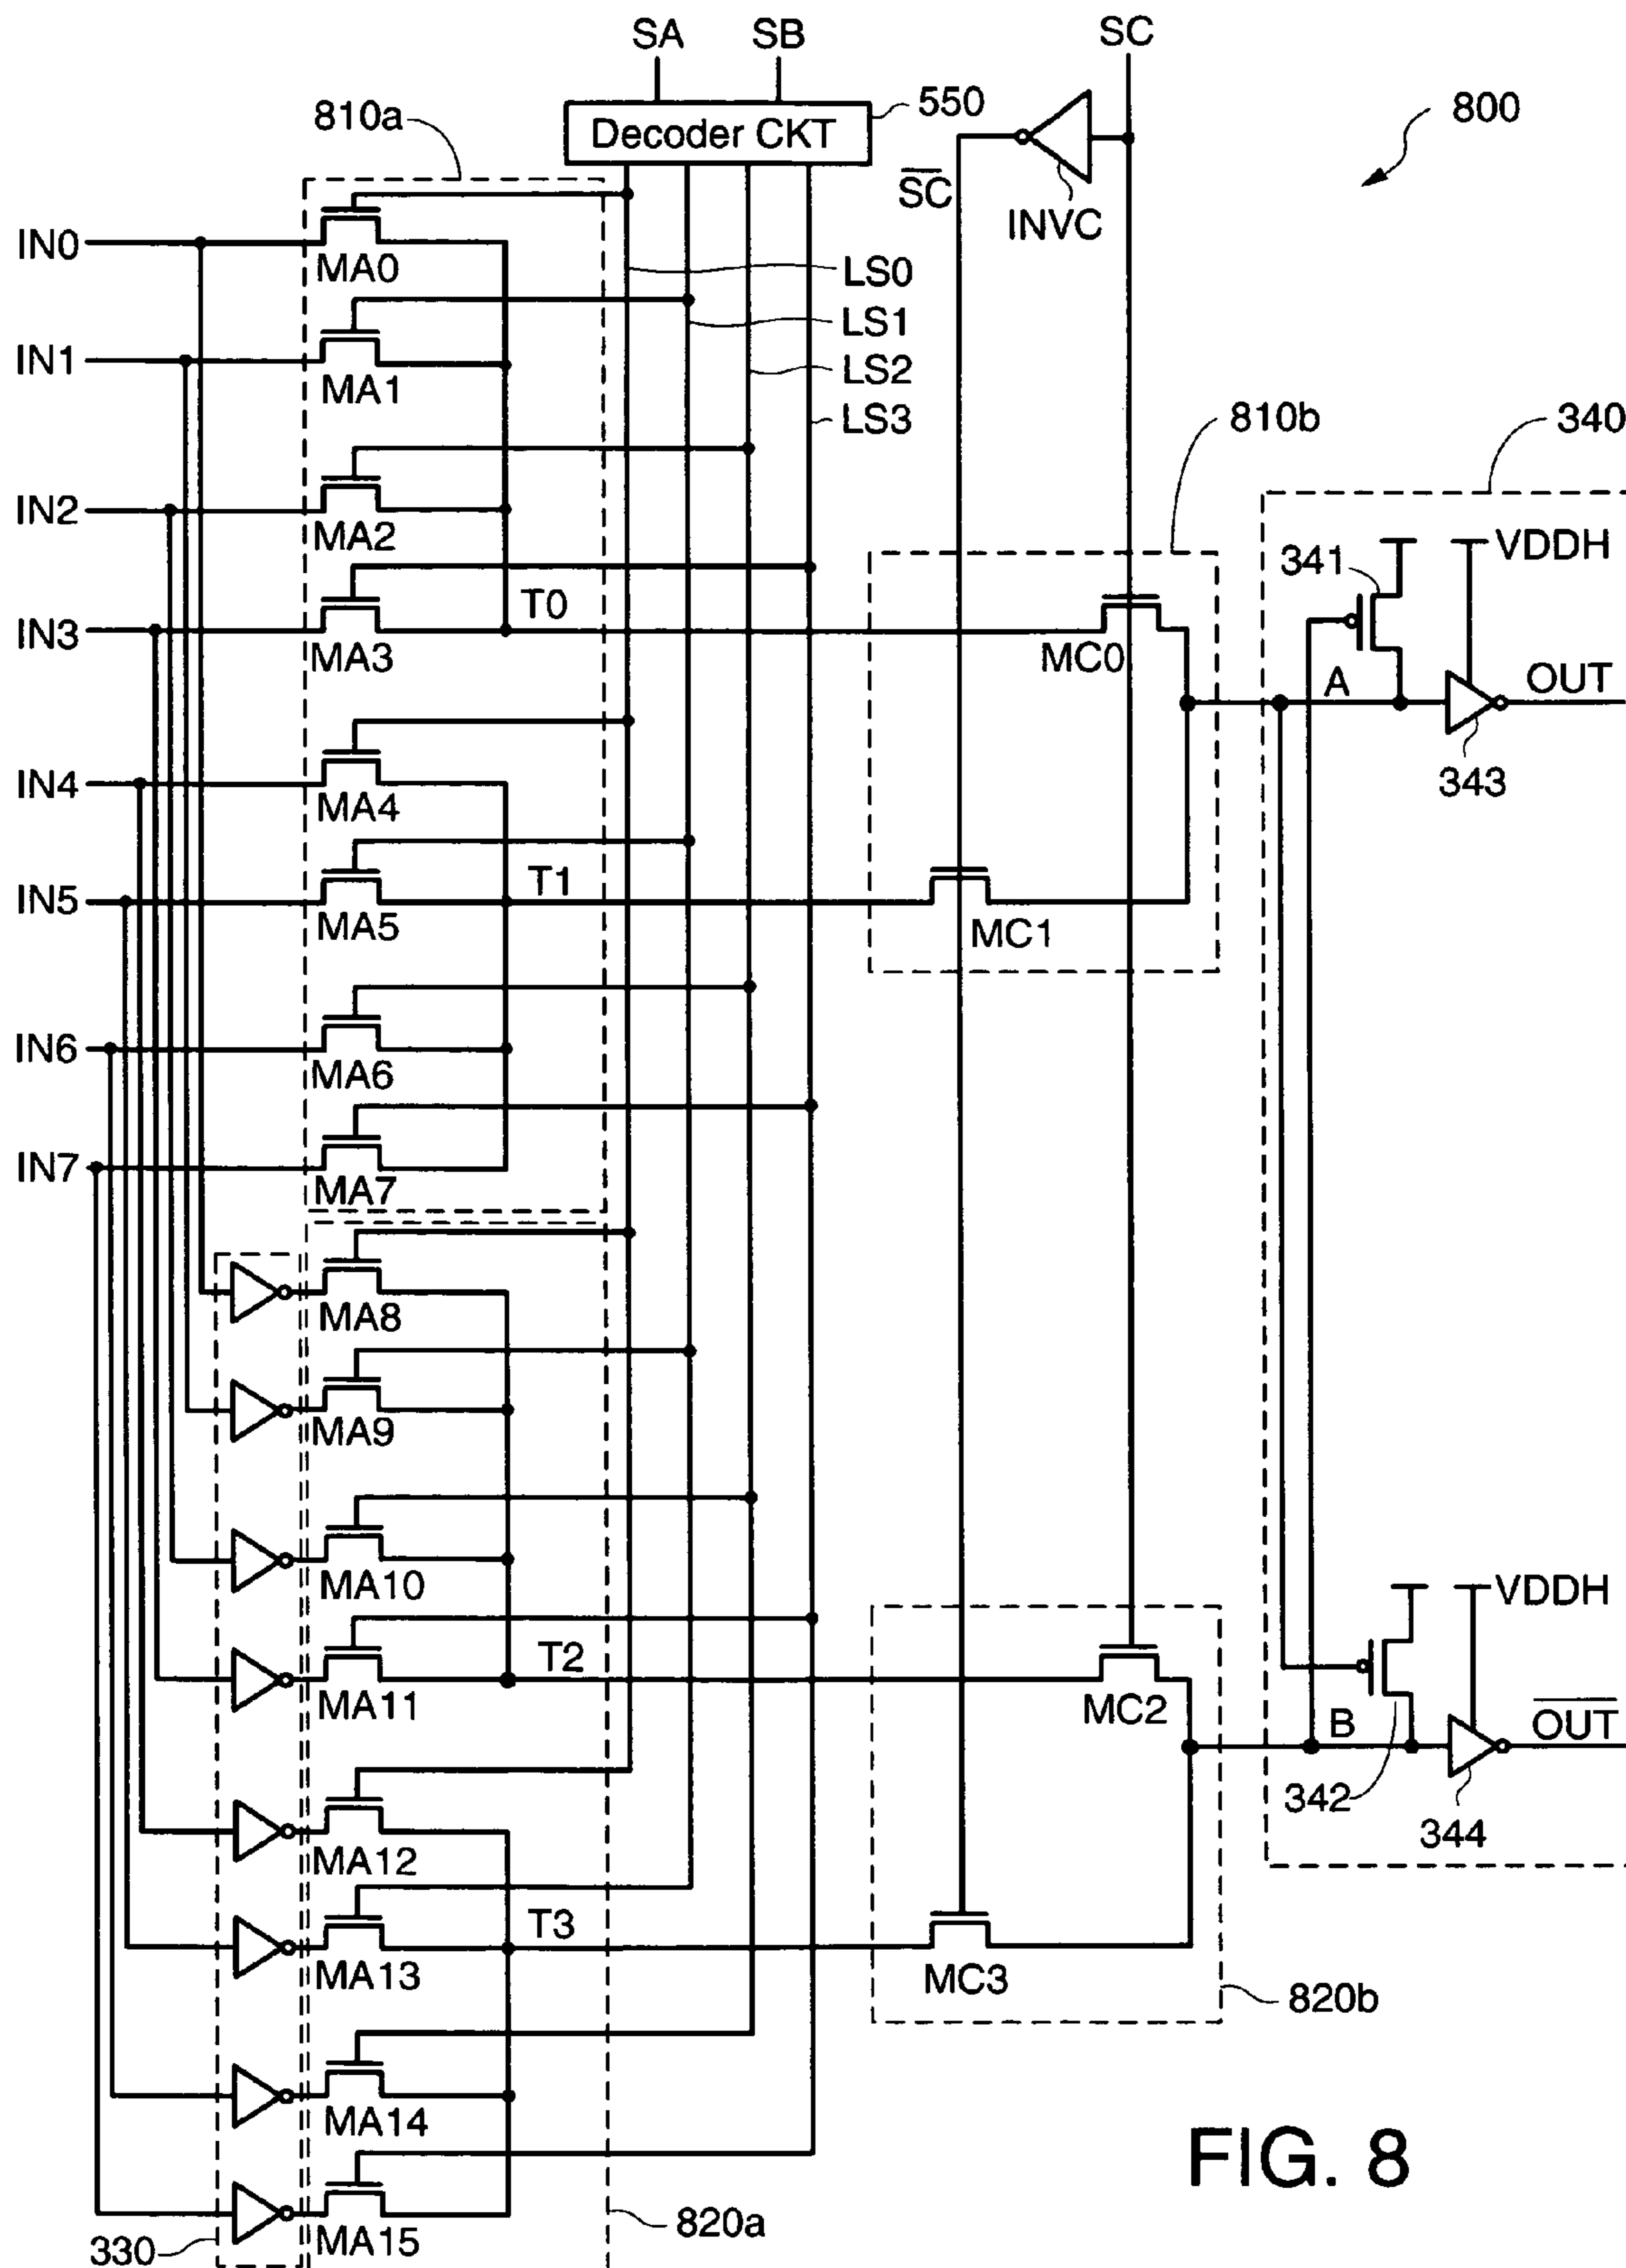 SA SB SC
810a
Decoder CKT
550
800
SC
INVC
IN0
MA0
LS0
IN1
MA1
LS1
LS2
LS3
810b
340
IN2
MA2
341
VDDH
IN3
MA3
T0
MC0
A
OUT
343
IN4
MA4
IN5
MA5
T1
MC1
IN6
MA6
IN7
MA7
MA8
MA9
MA10
VDDH
MA11
T2
MC2
B
OUT
342
344
MA12
MA13
T3
MC3
820b
MA14
FIG. 8
MA15
820a
330